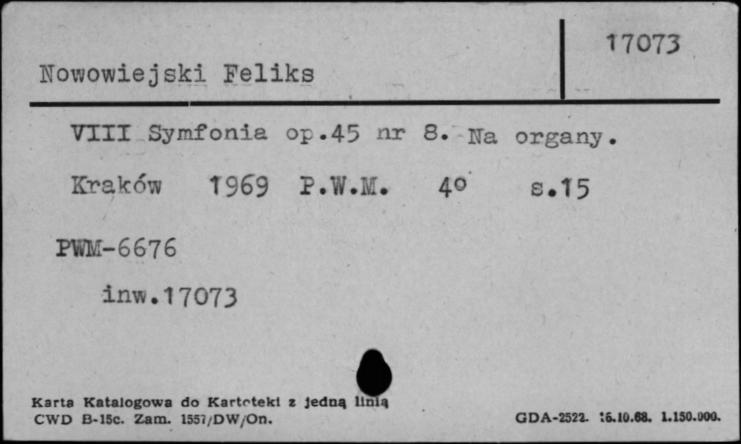 17073
Nowowiejski Feliks
VIII Symfonia op.45 nr 8. Na organy.
Kraków 1969 P.W.M. 4º s.15
PWM-6676
inw.17073
Karta Katalogowa do Kartoteki z jedną linią
CWD B-15c. Zam. 1557/DW/On.
GDA-2522. 16.10.68. 1.150.000.